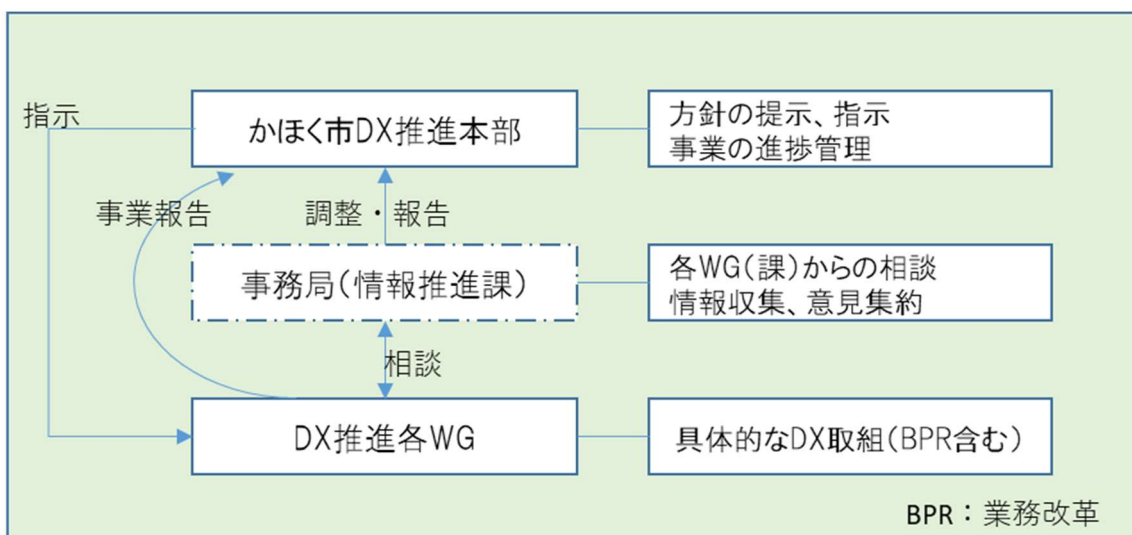 指示
かほく市DX推進本部
方針の提示、指示
事業の進捗管理
事業報告
調整・報告
事務局(情報推進課)
各WG(課)からの相談
情報収集、意見集約
相談
DX推進各WG
具体的なDX取組(BPR含む)
BPR：業務改革